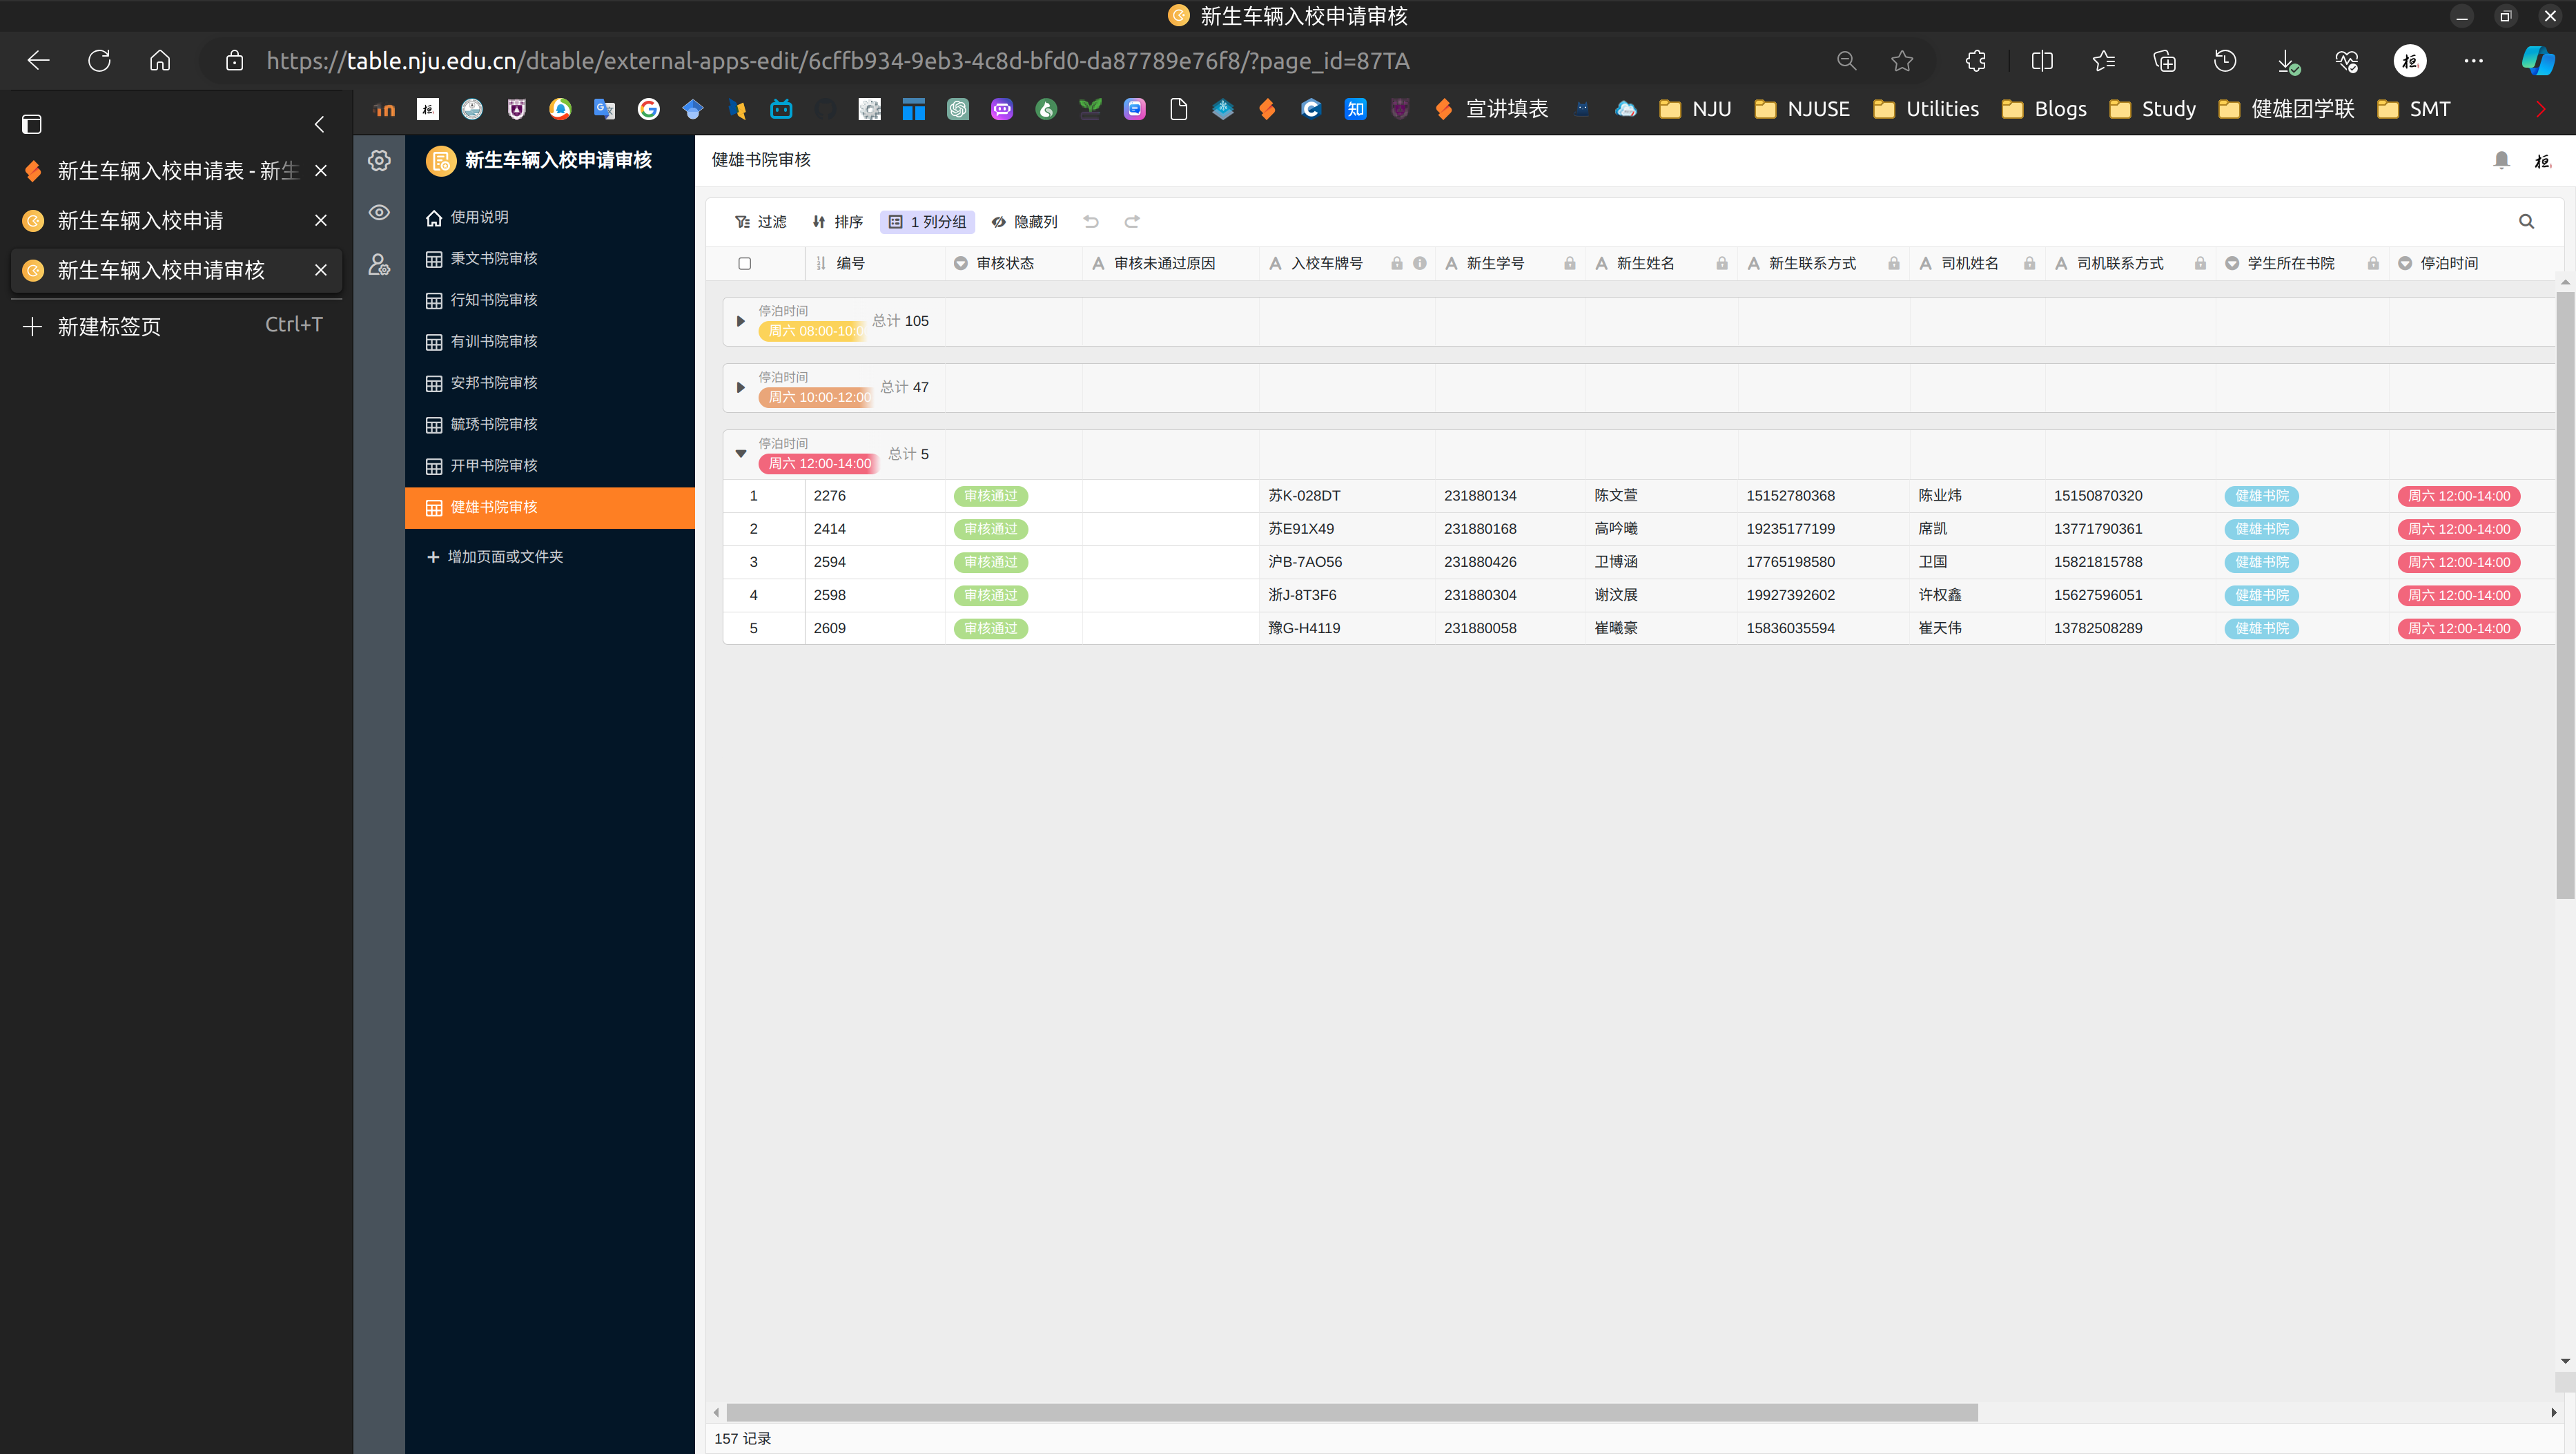 新生车辆入校申请审核
https://table.nju.edu.cn/dtable/external-apps-edit/6cffb934-9eb3-4c8d-bfd0-da87789e76f8/?page_id=87TA
宣讲填表 NJU NJUSE Utilities Blogs Study 健雄团学联 SMT
新生车辆入校申请表 - 新生
新生车辆入校申请
新生车辆入校申请审核
新建标签页 Ctrl+T
新生车辆入校申请审核
使用说明
秉文书院审核
行知书院审核
有训书院审核
安邦书院审核
毓琇书院审核
开甲书院审核
健雄书院审核
增加页面或文件夹
健雄书院审核
过滤 排序 1 列分组 隐藏列
编号 审核状态 审核未通过原因 入校车牌号 新生学号 新生姓名 新生联系方式 司机姓名 司机联系方式 学生所在书院 停泊时间
停泊时间
周六 08:00-10:0 总计 105
停泊时间
周六 10:00-12:00 总计 47
停泊时间
周六 12:00-14:00 总计 5
1 2276 审核通过 苏K-028DT 231880134 陈文萱 15152780368 陈业炜 15150870320 健雄书院 周六 12:00-14:00
2 2414 审核通过 苏E91X49 231880168 高吟曦 19235177199 席凯 13771790361 健雄书院 周六 12:00-14:00
3 2594 审核通过 沪B-7AO56 231880426 卫博涵 17765198580 卫国 15821815788 健雄书院 周六 12:00-14:00
4 2598 审核通过 浙J-8T3F6 231880304 谢汶展 19927392602 许权鑫 15627596051 健雄书院 周六 12:00-14:00
5 2609 审核通过 豫G-H4119 231880058 崔曦豪 15836035594 崔天伟 13782508289 健雄书院 周六 12:00-14:00
157 记录